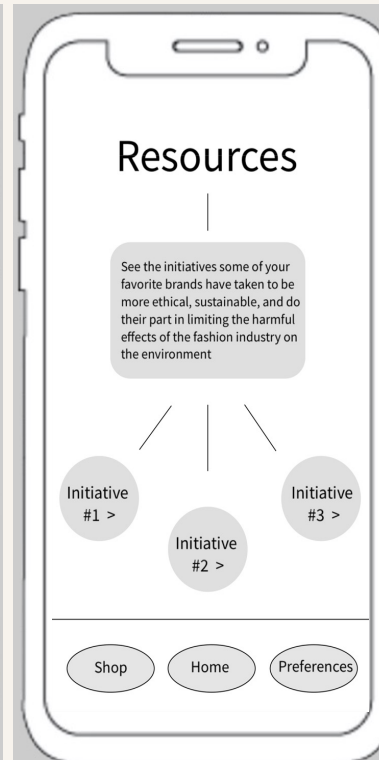 Resources
See the initiatives some of your
favorite brands have taken to be
more ethical, sustainable, and do
their part in limiting the harmful
effects of the fashion industry on
the environment
Initiative
#1 >
Initiative
#2 >
Initiative
#3 >
Shop
Home
Preferences